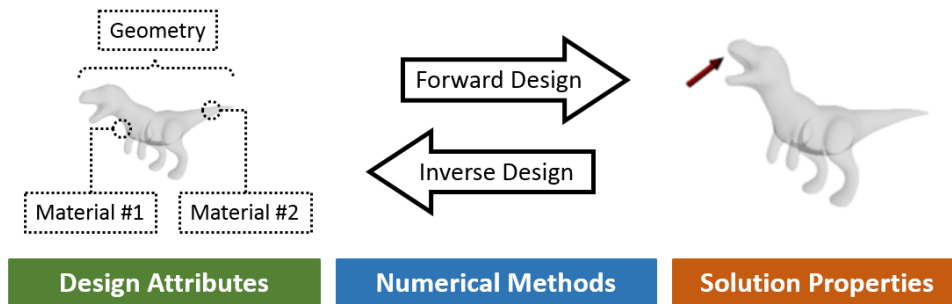 Geometry
Forward Design
Inverse Design
Material #1
Material #2
Design Attributes
Numerical Methods
Solution Properties